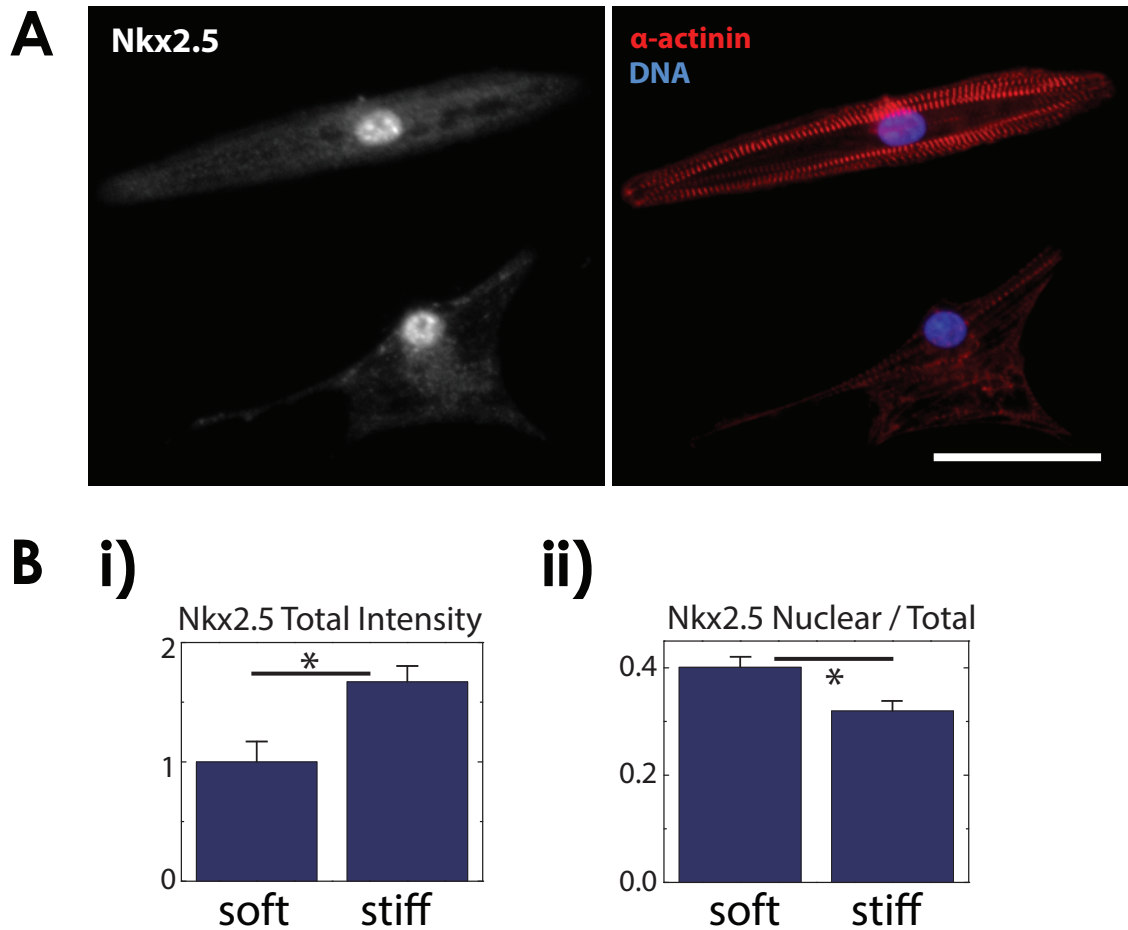 A
Nkx2.5
α-actinin
DNA
B
i)
Nkx2.5 Total Intensity
2
1
0
*
soft
stiff
ii)
Nkx2.5 Nuclear / Total
0.4
0.2
0.0
*
soft
stiff